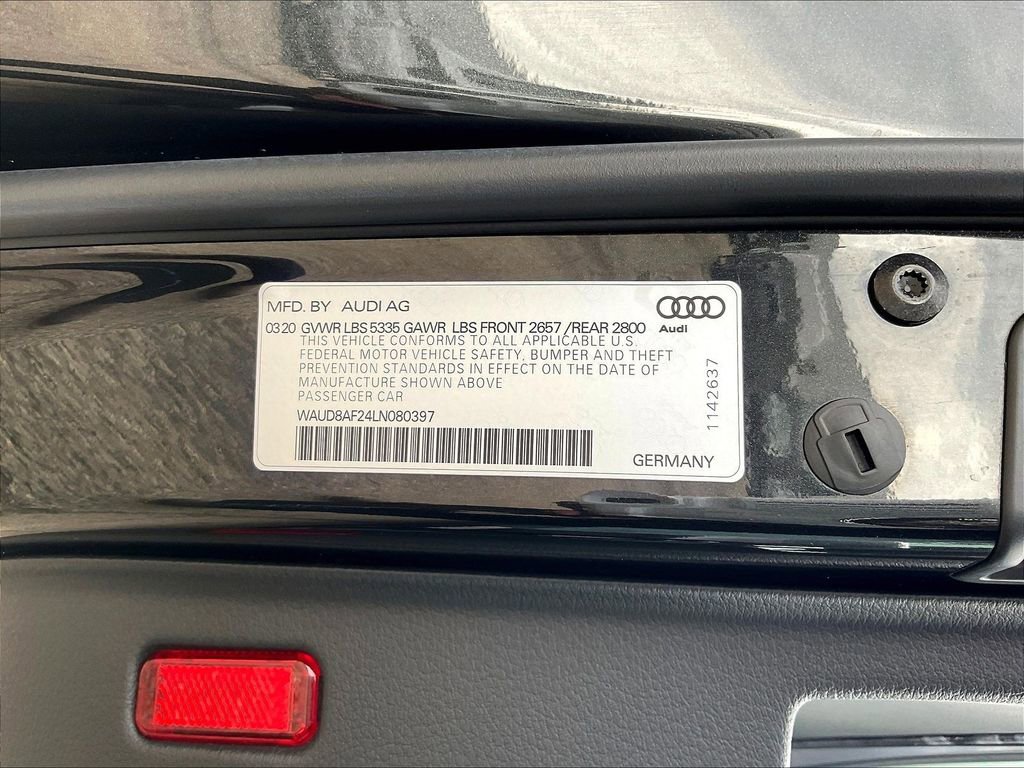 MFD. BY AUDI AG
Audi
0320 GVWR LBS 5335 GAWR LBS FRONT 2657 /REAR 2800
THIS VEHICLE CONFORMS TO ALL APPLICABLE U.S.
FEDERAL MOTOR VEHICLE SAFETY, BUMPER AND THEFT
PREVENTION STANDARDS IN EFFECT ON THE DATE OF
MANUFACTURE SHOWN ABOVE
PASSENGER CAR
WAUD8AF24LN080397
1142637
GERMANY